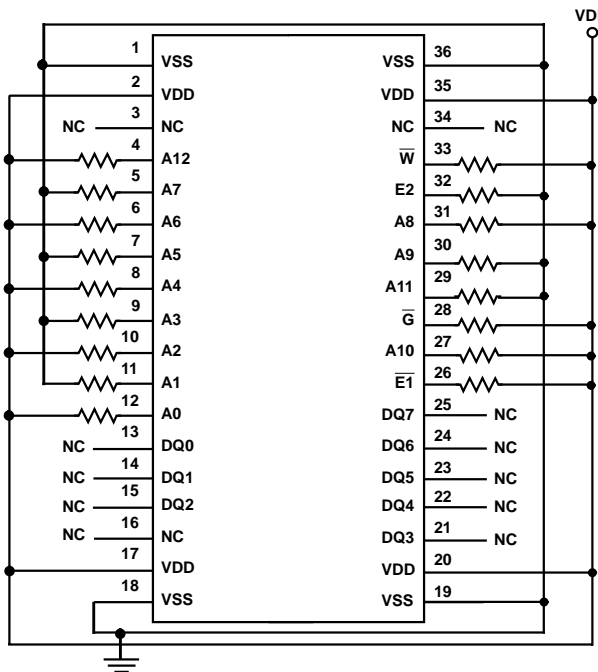 VD
1 VSS
2 VDD
NC 3 NC
4 A12
5 A7
6 A6
7 A5
8 A4
9 A3
10 A2
11 A1
12 A0
NC 13 DQ0
NC 14 DQ1
NC 15 DQ2
NC 16 NC
17 VDD
18 VSS
VSS 36
VDD 35
NC 34 NC
W̅ 33
E2 32
A8 31
A9 30
A11 29
G̅ 28
A10 27
E̅1̅ 26
DQ7 25 NC
DQ6 24 NC
DQ5 23 NC
DQ4 22 NC
DQ3 21 NC
VDD 20
VSS 19